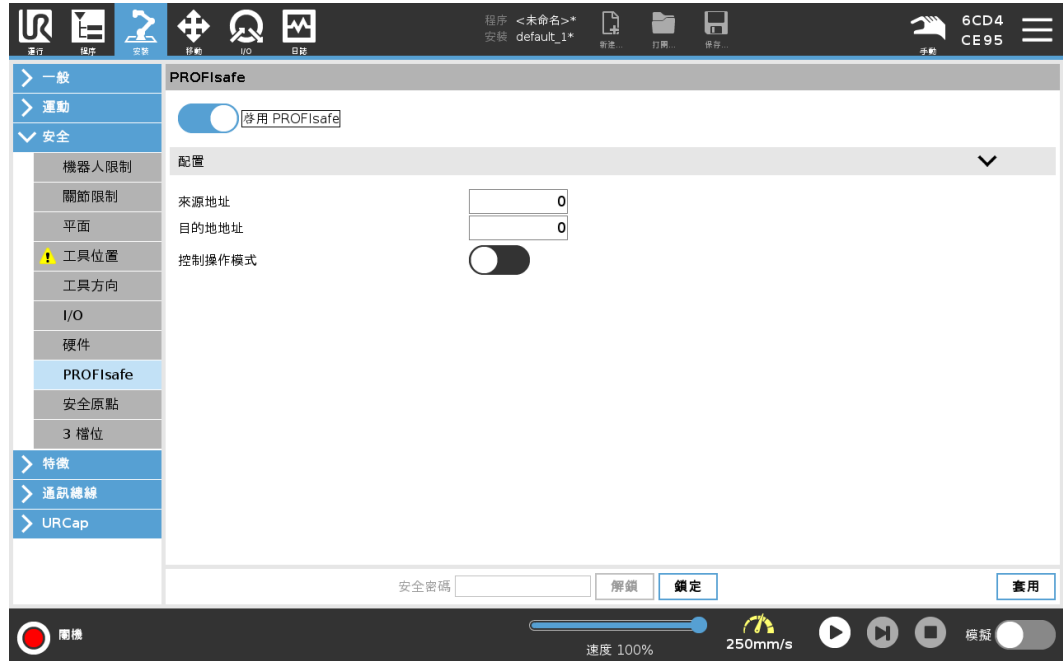 程序 <未命名>*
安裝 default_1*
運行
程序
安裝
移動
I/O
日誌
新建...
打開...
保存...
手動
6CD4
CE95
一般
運動
安全
機器人限制
關節限制
平面
工具位置
工具方向
I/O
硬件
PROFIsafe
安全原點
3 檔位
特徵
通訊總線
URCap
PROFIsafe
啓用 PROFIsafe
配置
來源地址 0
目的地地址 0
控制操作模式
安全密碼 解鎖 鎖定 套用
關機
速度 100%
250mm/s
模擬